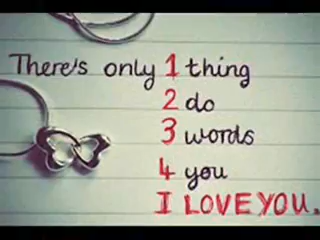 There's only 1 thing
2 do
3 words
4 you
I LOVE YOU.